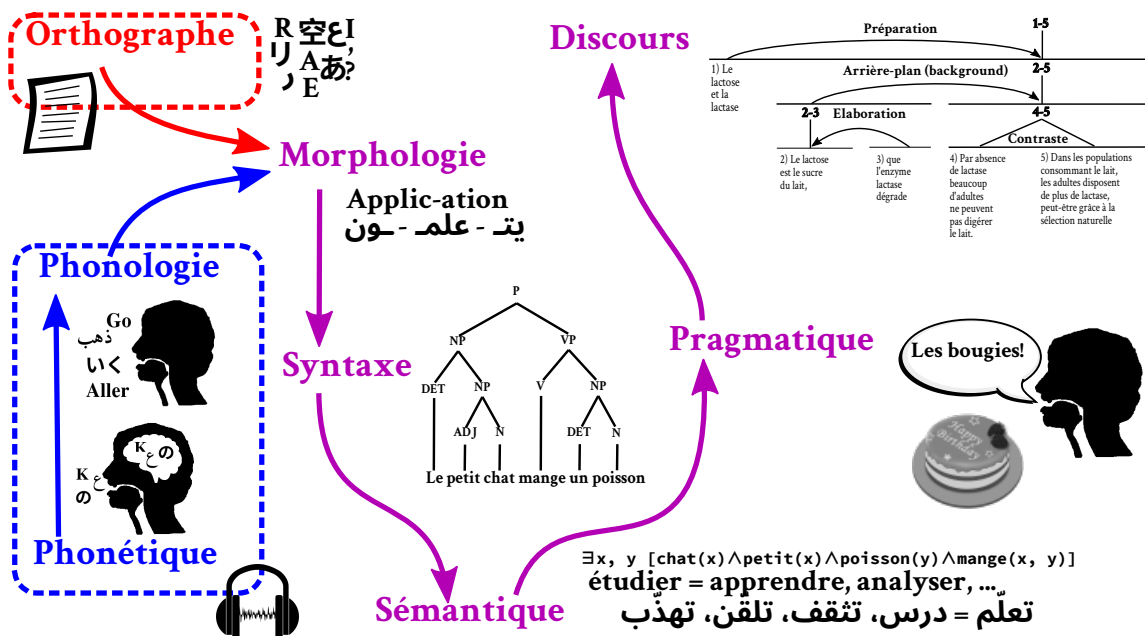 Orthographe
R 空 ع I,
リ A あ ?
ノ E
Morphologie
Applic-ation
يتـ - علمـ - ـون
Phonologie
Go
ذهب
いく
Aller
K ع の
K ع
の
Phonétique
Syntaxe
P
NP VP
DET NP V NP
ADJ N DET N
Le petit chat mange un poisson
Sémantique
∃x, y [chat(x)∧petit(x)∧poisson(y)∧mange(x, y)]
étudier = apprendre, analyser, ...
تعلّم = درس، تثقف، تلقّن، تهذّب
Pragmatique
Les bougies!
Happy
Birthday
Discours
1-5
Préparation
1) Le
lactose
et la
lactase
Arrière-plan (background)
2-5
2-3
Elaboration
4-5
Contraste
2) Le lactose
est le sucre
du lait,
3) que
l'enzyme
lactase
dégrade
4) Par absence
de lactase
beaucoup
d'adultes
ne peuvent
pas digérer
le lait.
5) Dans les populations
consommant le lait,
les adultes disposent
de plus de lactase,
peut-être grâce à la
sélection naturelle